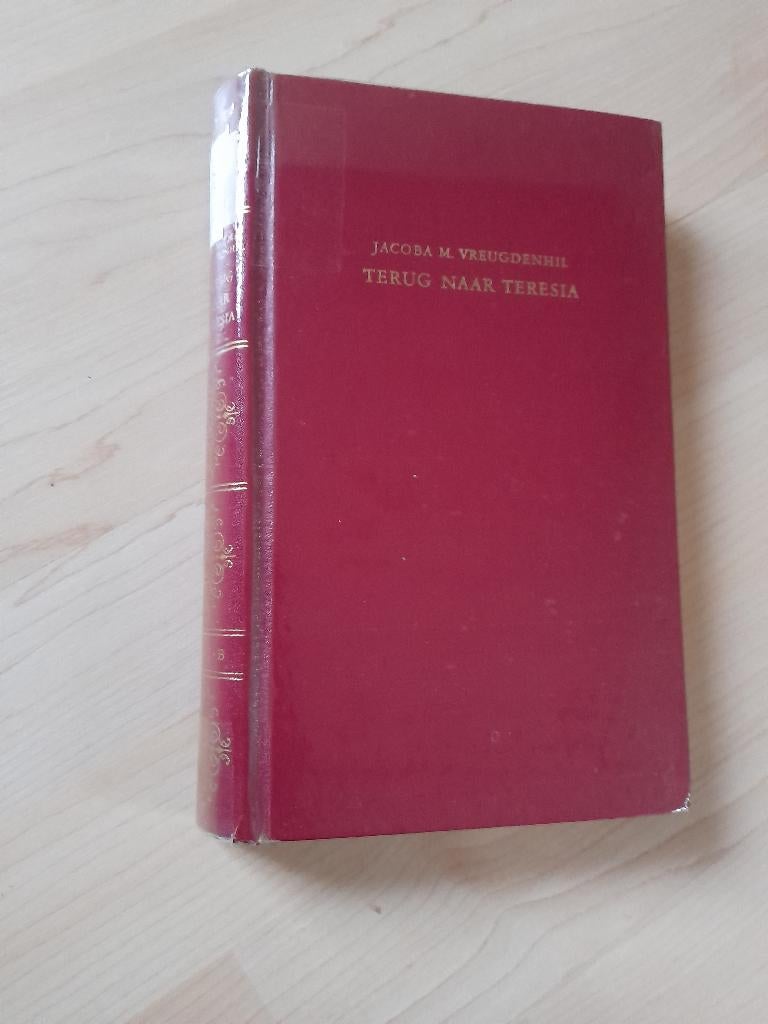 JACOBA M. VREUGDENHIL
TERUG NAAR TERESIA